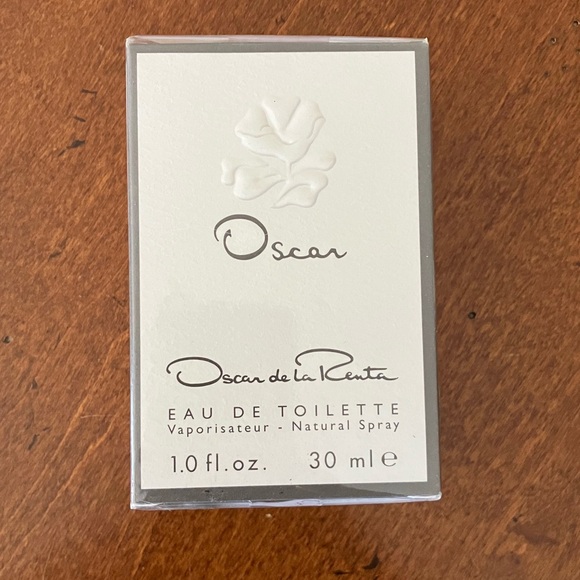 Oscar
Oscar de La Renta
EAU DE TOILETTE
Vaporisateur - Natural Spray
1.0 fl.oz. 30 ml ℮